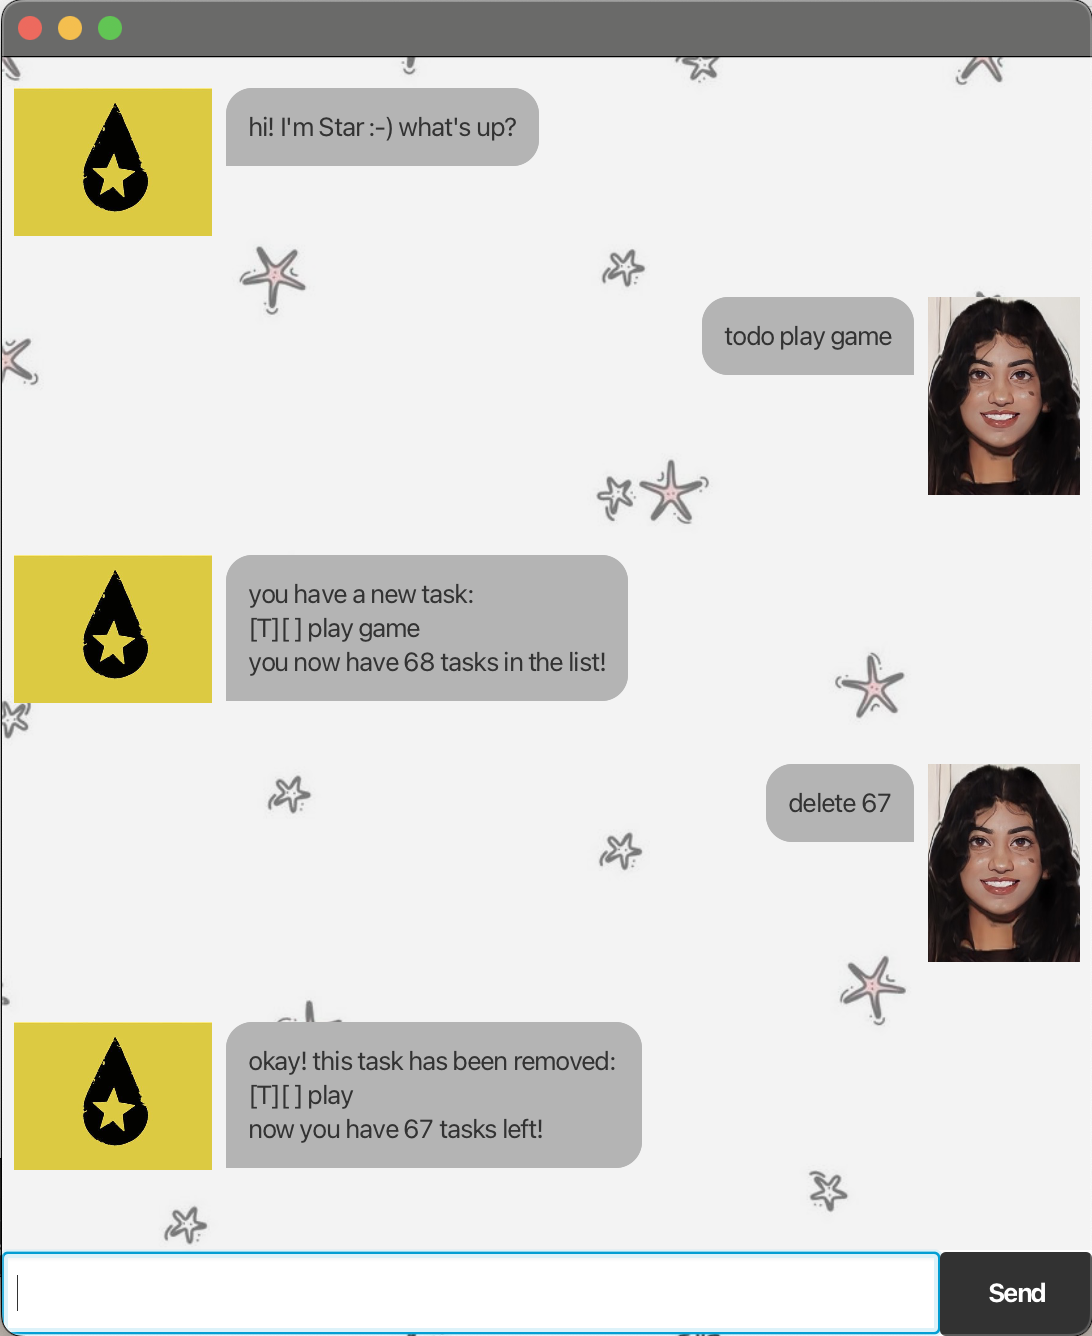 hi! I'm Star :-) what's up?
todo play game
you have a new task:
[T][ ] play game
you now have 68 tasks in the list!
delete 67
okay! this task has been removed:
[T][ ] play
now you have 67 tasks left!
Send